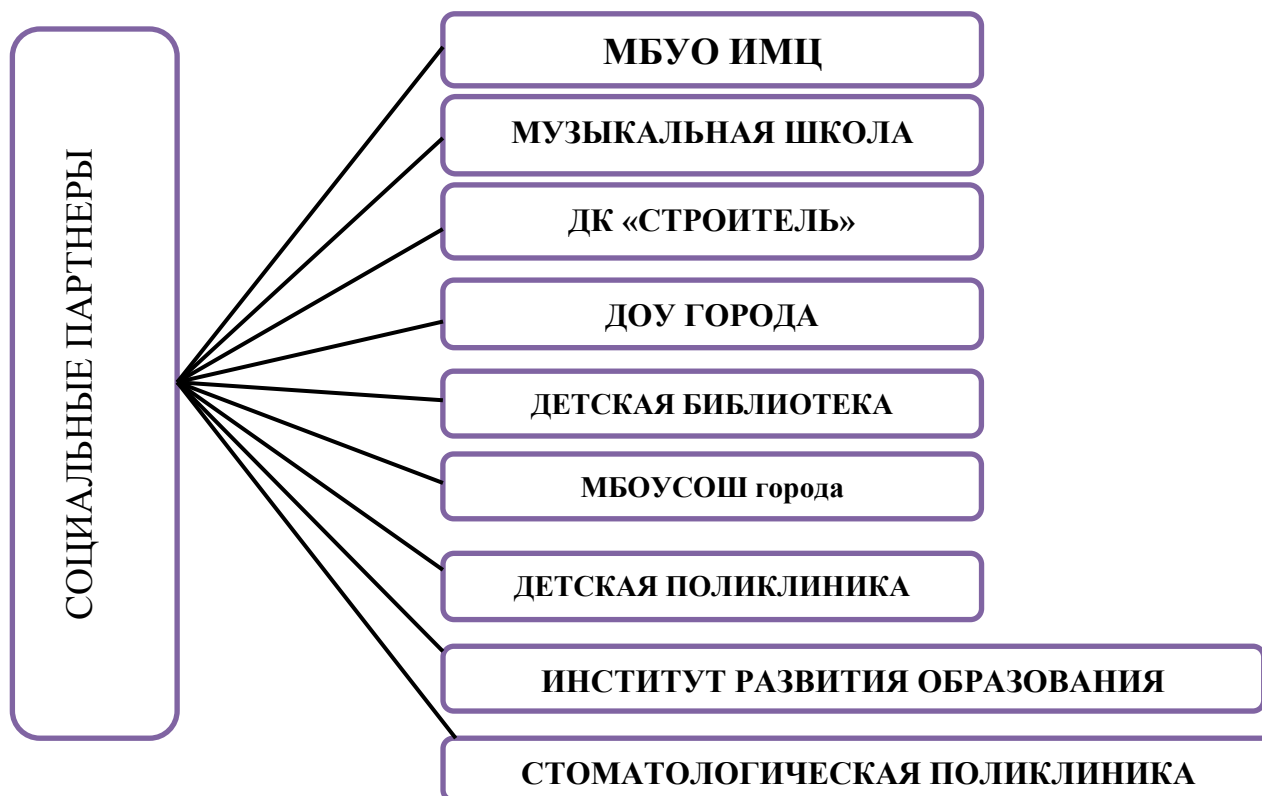 СОЦИАЛЬНЫЕ ПАРТНЕРЫ
МБУО ИМЦ
МУЗЫКАЛЬНАЯ ШКОЛА
ДК «СТРОИТЕЛЬ»
ДОУ ГОРОДА
ДЕТСКАЯ БИБЛИОТЕКА
МБОУСОШ города
ДЕТСКАЯ ПОЛИКЛИНИКА
ИНСТИТУТ РАЗВИТИЯ ОБРАЗОВАНИЯ
СТОМАТОЛОГИЧЕСКАЯ ПОЛИКЛИНИКА